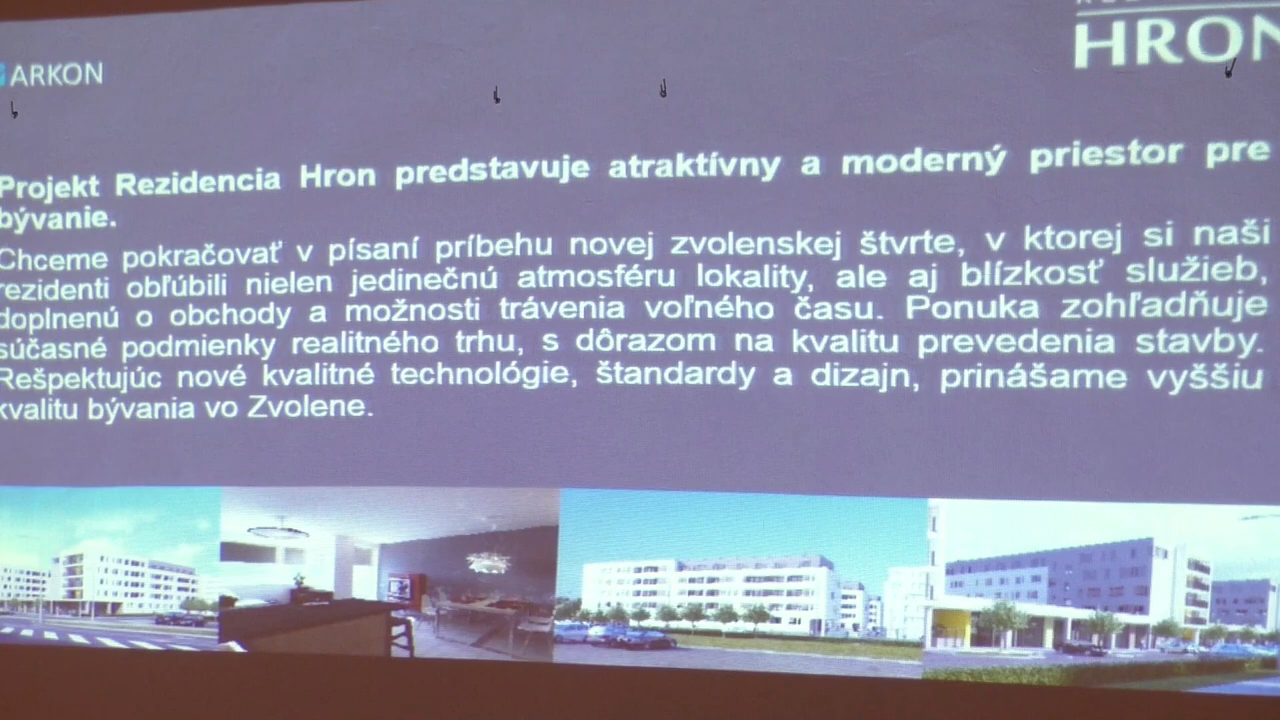 ARKON
HRON
Projekt Rezidencia Hron predstavuje atraktívny a moderný priestor pre
bývanie.
Chceme pokračovať v písaní príbehu novej zvolenskej štvrte, v ktorej si naši
rezidenti obľúbili nielen jedinečnú atmosféru lokality, ale aj blízkosť služieb,
doplnenú o obchody a možnosti trávenia voľného času. Ponuka zohľadňuje
súčasné podmienky realitného trhu, s dôrazom na kvalitu prevedenia stavby.
Rešpektujúc nové kvalitné technológie, štandardy a dizajn, prinášame vyššiu
kvalitu bývania vo Zvolene.